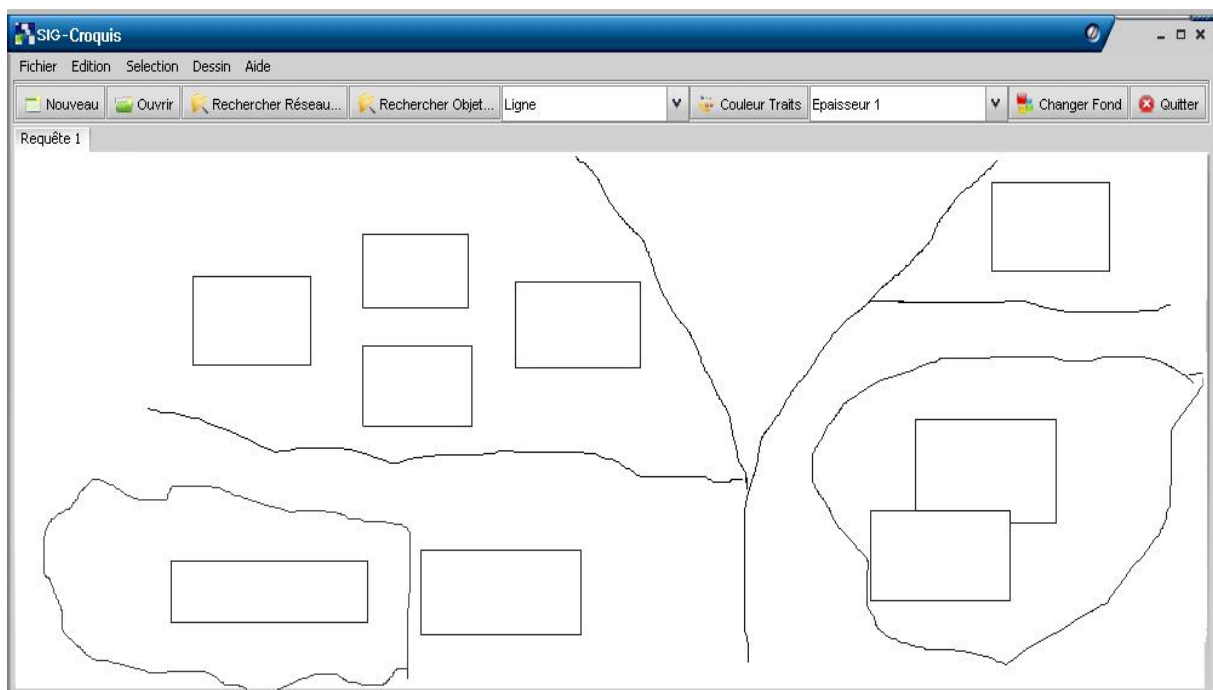 SIG-Croquis
Fichier Edition Selection Dessin Aide
Nouveau Ouvrir Rechercher Réseau... Rechercher Objet... Ligne Couleur Traits Epaisseur 1 Changer Fond Quitter
Requête 1